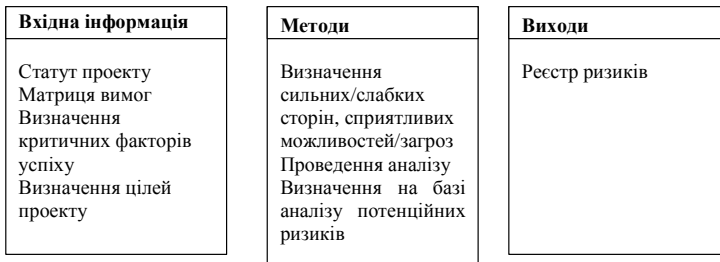 Вхідна інформація
Статут проекту
Матриця вимог
Визначення
критичних факторів
успіху
Визначення цілей
проекту
Методи
Визначення
сильних/слабких
сторін, сприятливих
можливостей/загроз
Проведення аналізу
Визначення на базі
аналізу потенційних
ризиків
Виходи
Реєстр ризиків